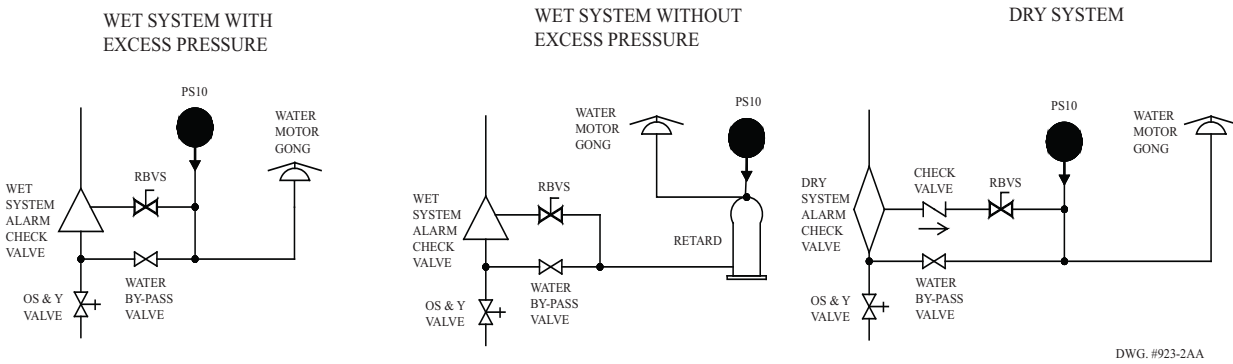 WET SYSTEM WITH
EXCESS PRESSURE
PS10
WATER
MOTOR
GONG
RBVS
WET
SYSTEM
ALARM
CHECK
VALVE
WATER
BY-PASS
VALVE
OS & Y
VALVE
WET SYSTEM WITHOUT
EXCESS PRESSURE
WATER
MOTOR
GONG
PS10
RBVS
WET
SYSTEM
ALARM
CHECK
VALVE
RETARD
WATER
BY-PASS
VALVE
OS & Y
VALVE
DRY SYSTEM
PS10
WATER
MOTOR
GONG
CHECK
VALVE
RBVS
DRY
SYSTEM
ALARM
CHECK
VALVE
WATER
BY-PASS
VALVE
OS & Y
VALVE
DWG. #923-2AA